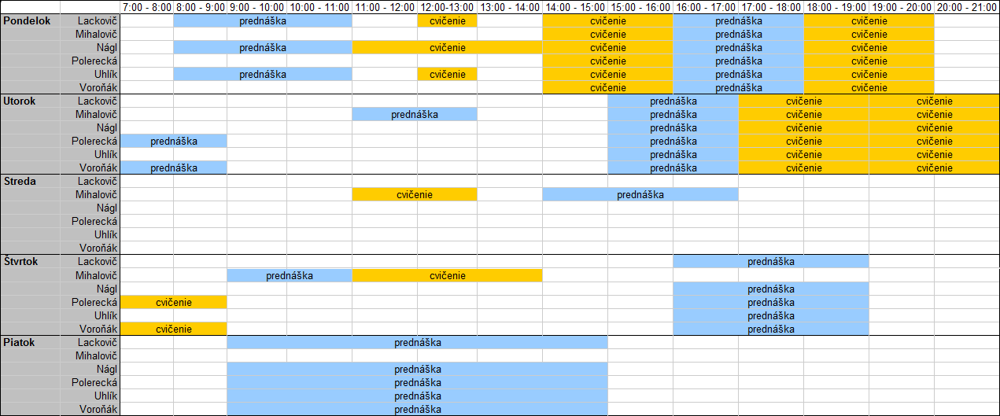 7:00 - 8:00 8:00 - 9:00 9:00 - 10:00 10:00 - 11:00 11:00 - 12:00 12:00-13:00 13:00 - 14:00 14:00 - 15:00 15:00 - 16:00 16:00 - 17:00 17:00 - 18:00 18:00 - 19:00 19:00 - 20:00 20:00 - 21:00
Pondelok Lackovič prednáška cvičenie cvičenie prednáška cvičenie
Mihalovič cvičenie prednáška cvičenie
Nágl prednáška cvičenie cvičenie prednáška cvičenie
Polerecká cvičenie prednáška cvičenie
Uhlík prednáška cvičenie cvičenie prednáška cvičenie
Voroňák cvičenie prednáška cvičenie
Utorok Lackovič prednáška cvičenie cvičenie
Mihalovič prednáška prednáška cvičenie cvičenie
Nágl prednáška cvičenie cvičenie
Polerecká prednáška prednáška cvičenie cvičenie
Uhlík prednáška cvičenie cvičenie
Voroňák prednáška prednáška cvičenie cvičenie
Streda Lackovič
Mihalovič cvičenie prednáška
Nágl
Polerecká
Uhlík
Voroňák
Štvrtok Lackovič prednáška
Mihalovič prednáška cvičenie
Nágl prednáška
Polerecká cvičenie prednáška
Uhlík prednáška
Voroňák cvičenie prednáška
Piatok Lackovič prednáška
Mihalovič
Nágl prednáška
Polerecká prednáška
Uhlík prednáška
Voroňák prednáška